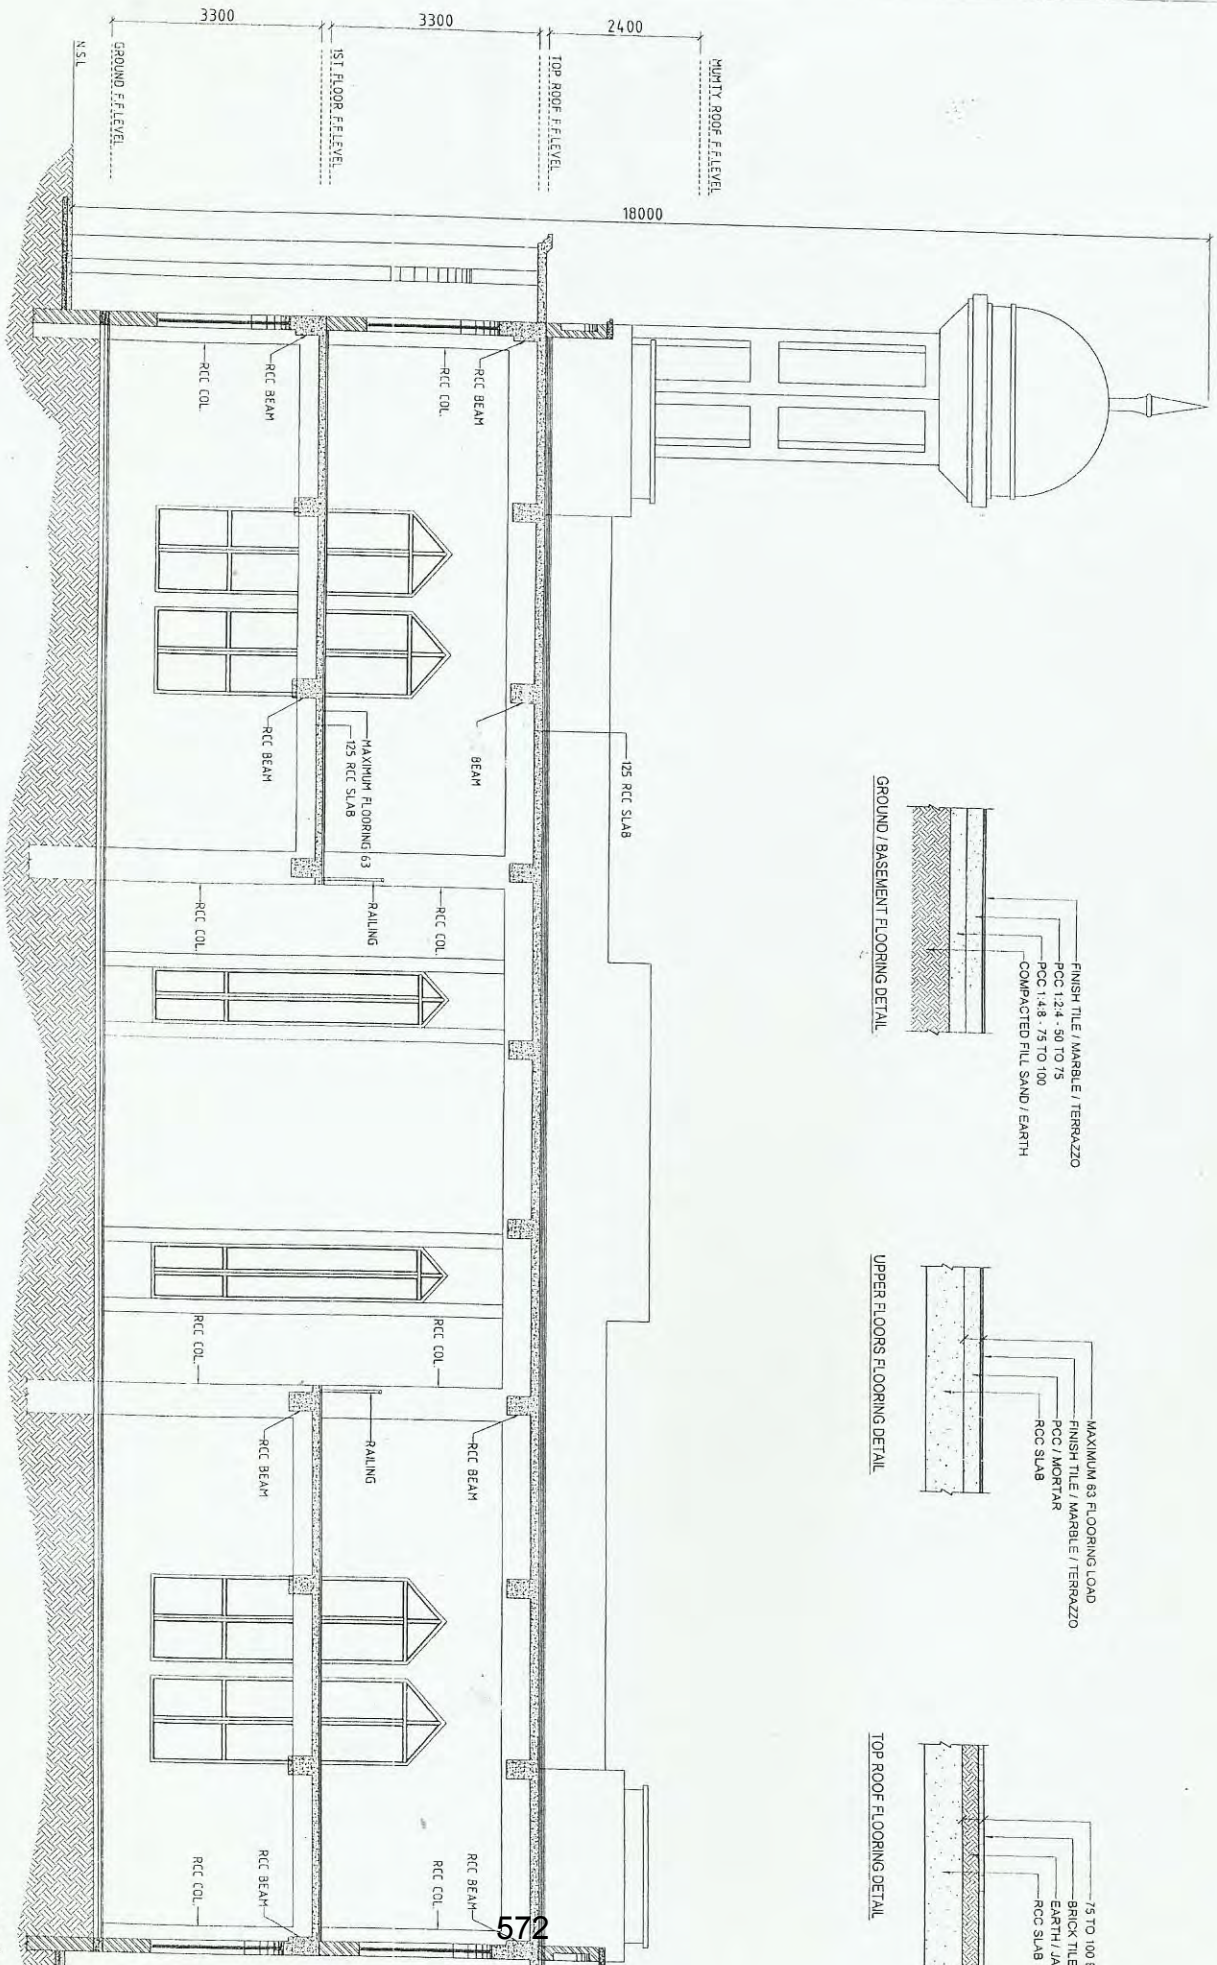 3300
3300
2400
N.S.L
GROUND F.F.LEVEL
1ST FLOOR F.F.LEVEL
TOP ROOF F.F.LEVEL
MUMTY ROOF F.F.LEVEL
18000
RCC COL.
RCC BEAM
RCC COL.
RCC BEAM
RCC BEAM
MAXIMUM FLOORING 63
125 RCC SLAB
BEAM
125 RCC SLAB
RCC COL.
RAILING
RCC COL.
RCC COL.
RCC COL.
RCC BEAM
RAILING
RCC BEAM
RCC COL.
RCC BEAM
RCC COL.
RCC BEAM
FINISH TILE / MARBLE / TERRAZZO
PCC 1:2:4 - 50 TO 75
PCC 1:4:8 - 75 TO 100
COMPACTED FILL SAND / EARTH
GROUND / BASEMENT FLOORING DETAIL
MAXIMUM 63 FLOORING LOAD
FINISH TILE / MARBLE / TERRAZZO
PCC / MORTAR
RCC SLAB
UPPER FLOORS FLOORING DETAIL
75 TO 100
BRICK TILE
EARTH /
RCC SLAB
TOP ROOF FLOORING DETAIL
572